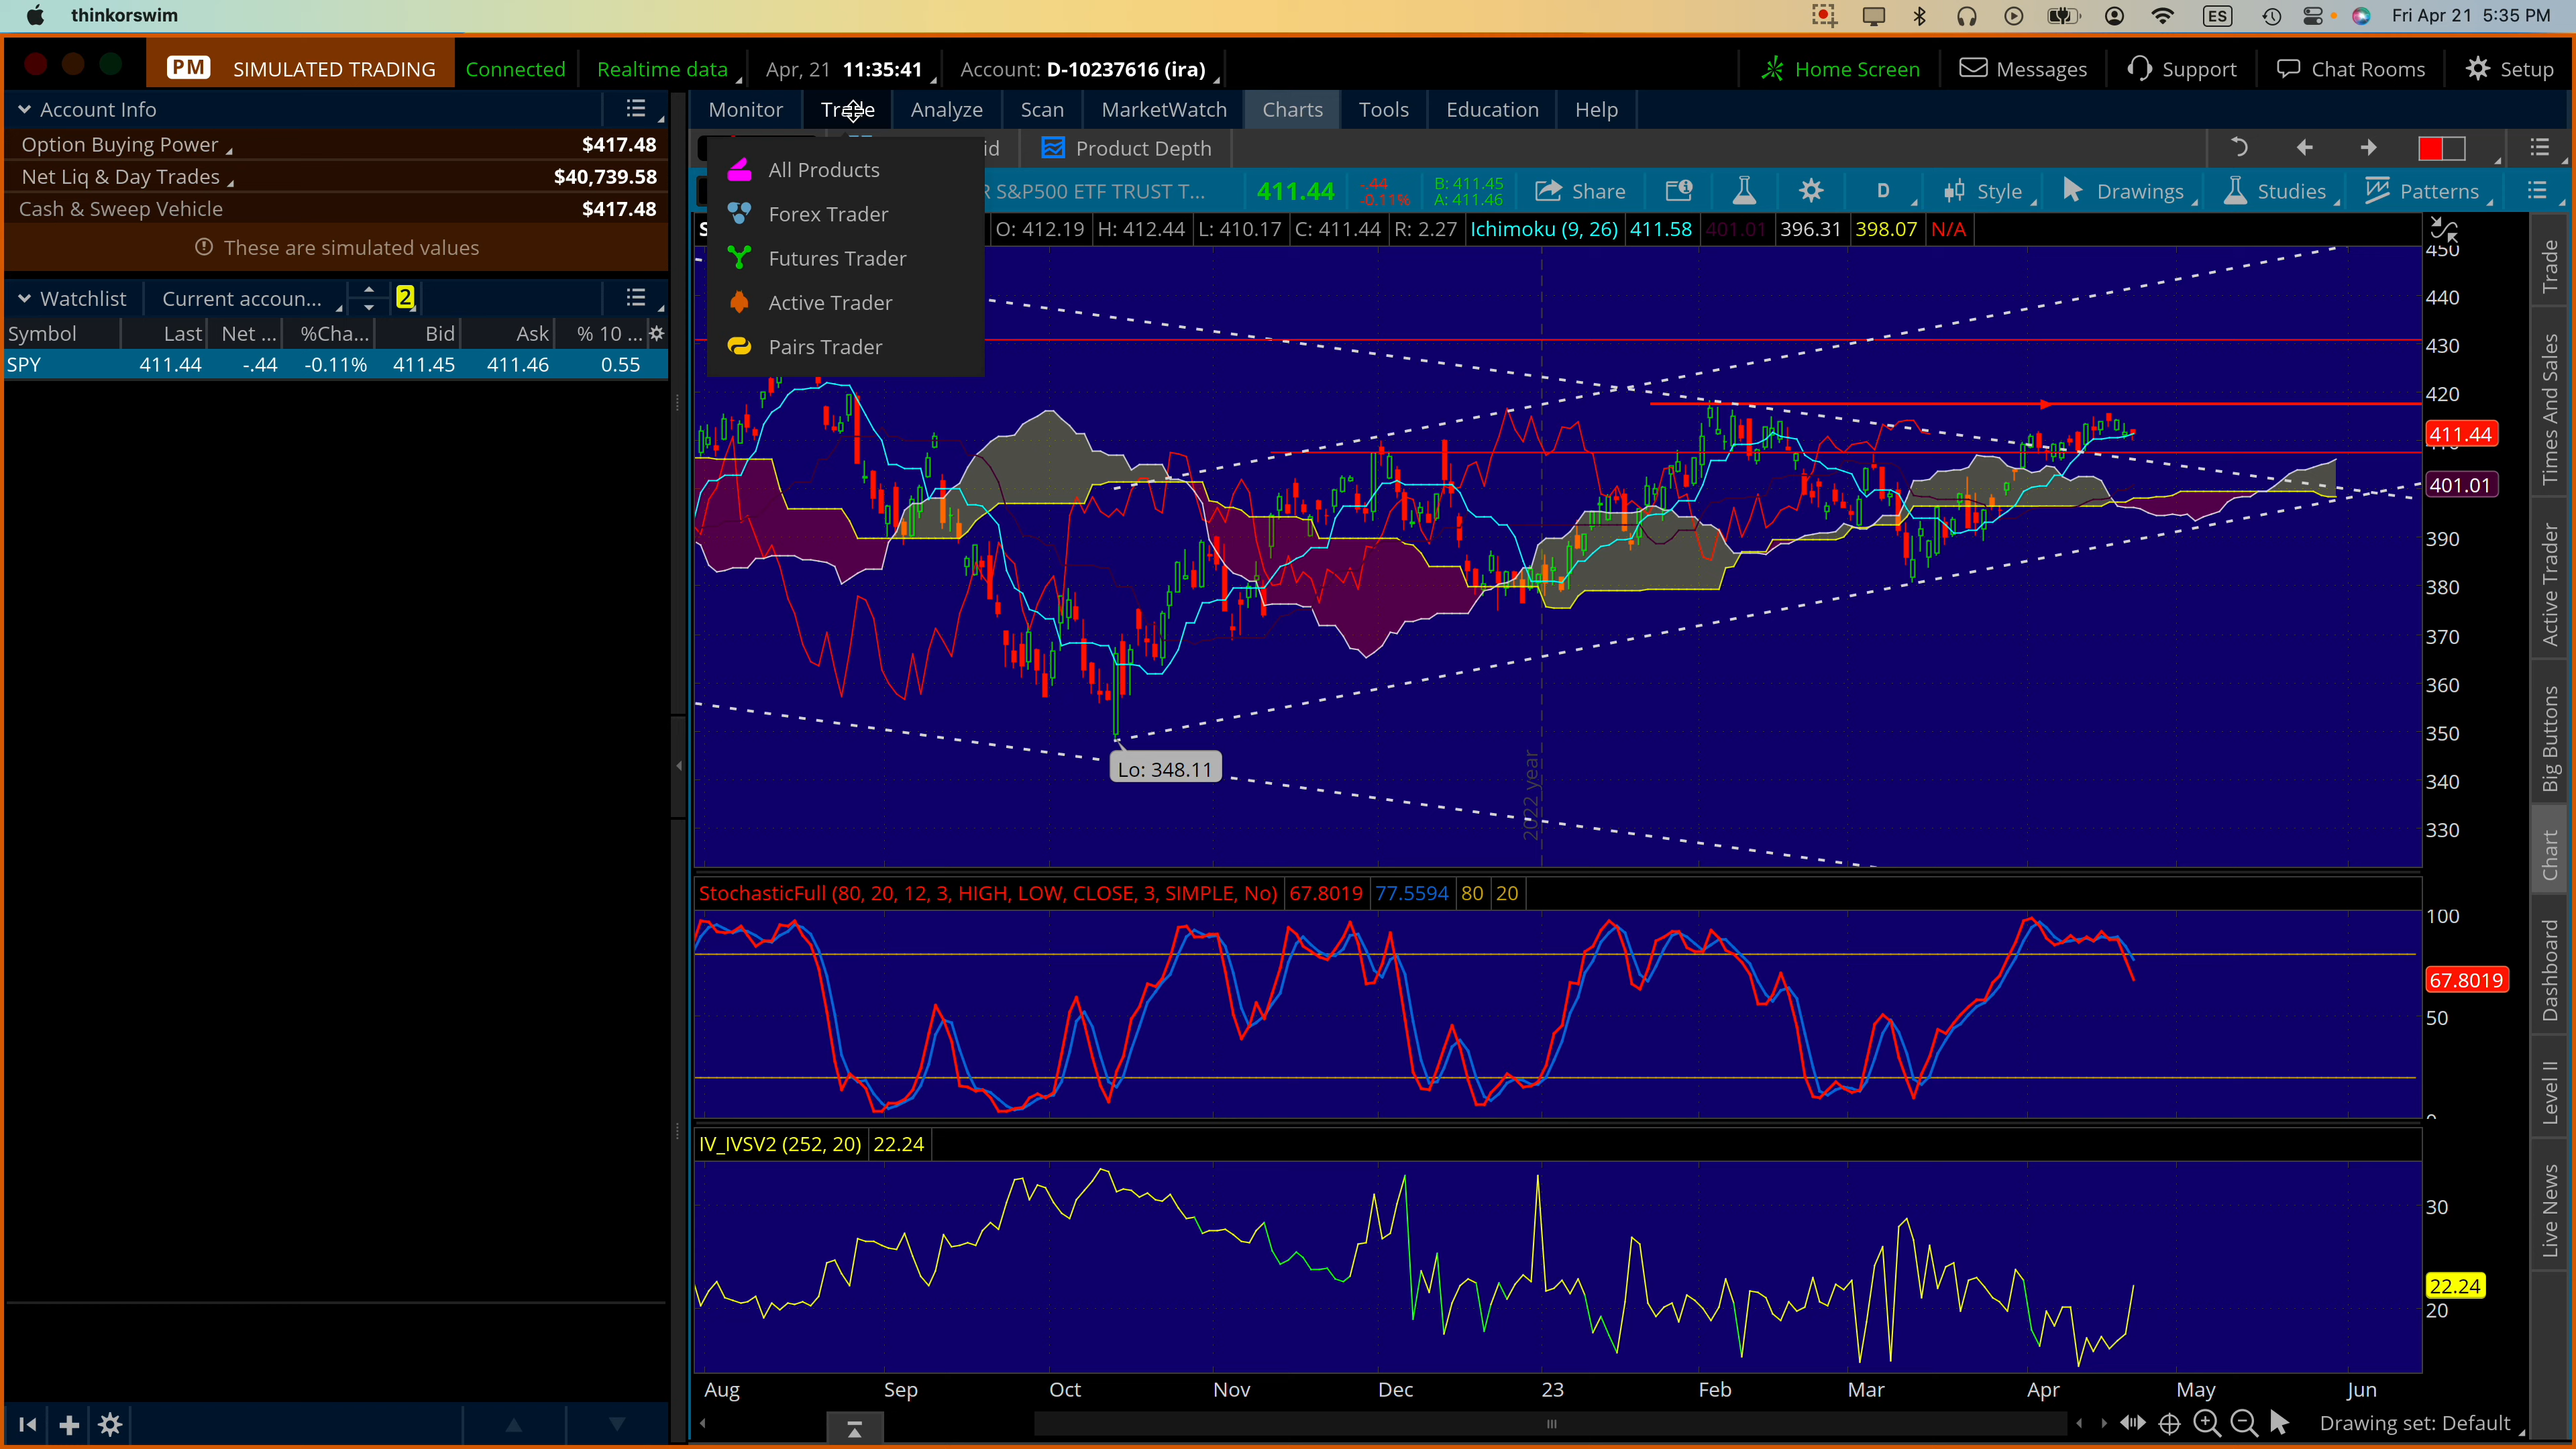 thinkorswim
ES
Fri Apr 21 5:35 PM
PM SIMULATED TRADING
Connected
Realtime data
Apr, 21 11:35:41
Account: D-10237616 (ira)
Home Screen
Messages
Support
Chat Rooms
Setup
Account Info
Option Buying Power $417.48
Net Liq & Day Trades $40,739.58
Cash & Sweep Vehicle $417.48
These are simulated values
Watchlist Current accoun... 2
Symbol Last Net ... %Cha... Bid Ask % 10 ...
SPY 411.44 -.44 -0.11% 411.45 411.46 0.55
Monitor Trade Analyze Scan MarketWatch Charts Tools Education Help
id
Product Depth
All Products
Forex Trader
Futures Trader
Active Trader
Pairs Trader
R S&P500 ETF TRUST T...
411.44
-.44
-0.11%
B: 411.45
A: 411.46
Share
D
Style
Drawings
Studies
Patterns
S
O: 412.19 H: 412.44 L: 410.17 C: 411.44 R: 2.27 Ichimoku (9, 26) 411.58 401.01 396.31 398.07 N/A
450
440
430
420
411.44
401.01
390
380
370
360
350
340
330
Lo: 348.11
2022 year
StochasticFull (80, 20, 12, 3, HIGH, LOW, CLOSE, 3, SIMPLE, No) 67.8019 77.5594 80 20
100
67.8019
50
IV_IVSV2 (252, 20) 22.24
30
22.24
20
Aug Sep Oct Nov Dec 23 Feb Mar Apr May Jun
Drawing set: Default
Trade
Times And Sales
Active Trader
Big Buttons
Chart
Dashboard
Level II
Live News